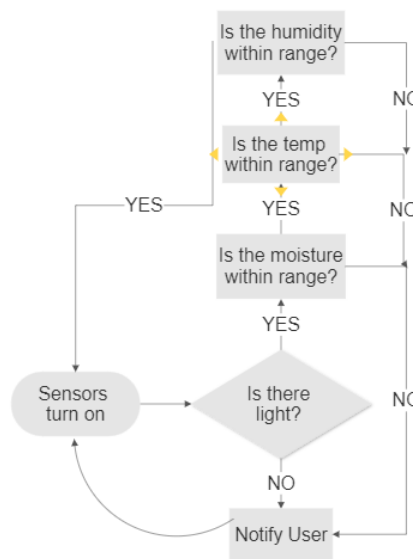 Is the humidity
within range?
YES
NO
Is the temp
within range?
YES
YES
NO
Is the moisture
within range?
YES
Sensors
turn on
Is there
light?
NO
NO
Notify User